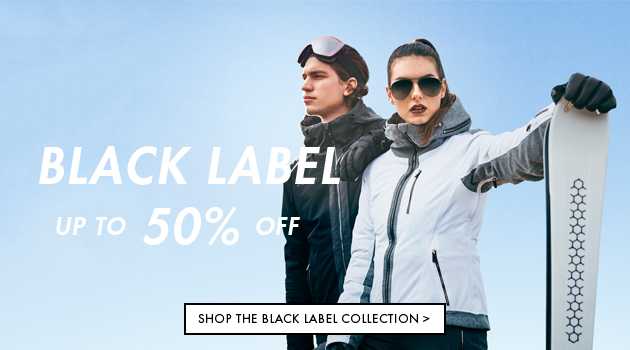 BLACK LABEL
UP TO 50% OFF
SHOP THE BLACK LABEL COLLECTION >